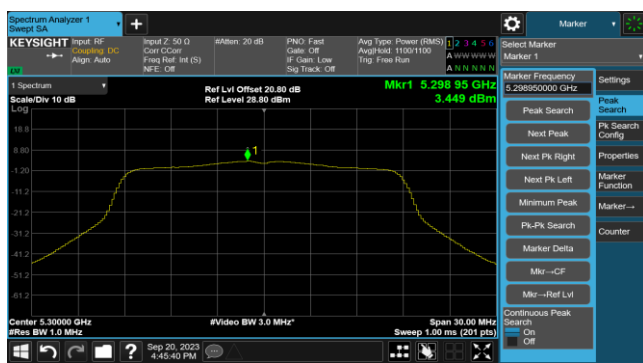 Spectrum Analyzer 1
Swept SA
Marker
KEYSIGHT
Input: RF
Coupling: DC
Align: Auto
Input Z: 50 Ω
Corr CCorr
Freq Ref: Int (S)
NFE: Off
#Atten: 20 dB
PNO: Fast
Gate: Off
IF Gain: Low
Sig Track: Off
Avg Type: Power (RMS)
Avg|Hold: 1100/1100
Trig: Free Run
1 2 3 4 5 6
A W W W W W
A N N N N N
Select Marker
Marker 1
1 Spectrum
Scale/Div 10 dB
Log
Ref Lvl Offset 20.80 dB
Ref Level 28.80 dBm
Mkr1 5.298 95 GHz
3.449 dBm
18.8
8.80
-1.20
-11.2
-21.2
-31.2
-41.2
-51.2
-61.2
1
Center 5.30000 GHz
#Res BW 1.0 MHz
#Video BW 3.0 MHz*
Span 30.00 MHz
Sweep 1.00 ms (201 pts)
Marker Frequency
5.298950000 GHz
Peak Search
Next Peak
Next Pk Right
Next Pk Left
Minimum Peak
Pk-Pk Search
Marker Delta
Mkr→CF
Mkr→Ref Lvl
Continuous Peak
Search
On
Off
Settings
Peak
Search
Pk Search
Config
Properties
Marker
Function
Marker→
Counter
Sep 20, 2023
4:45:40 PM